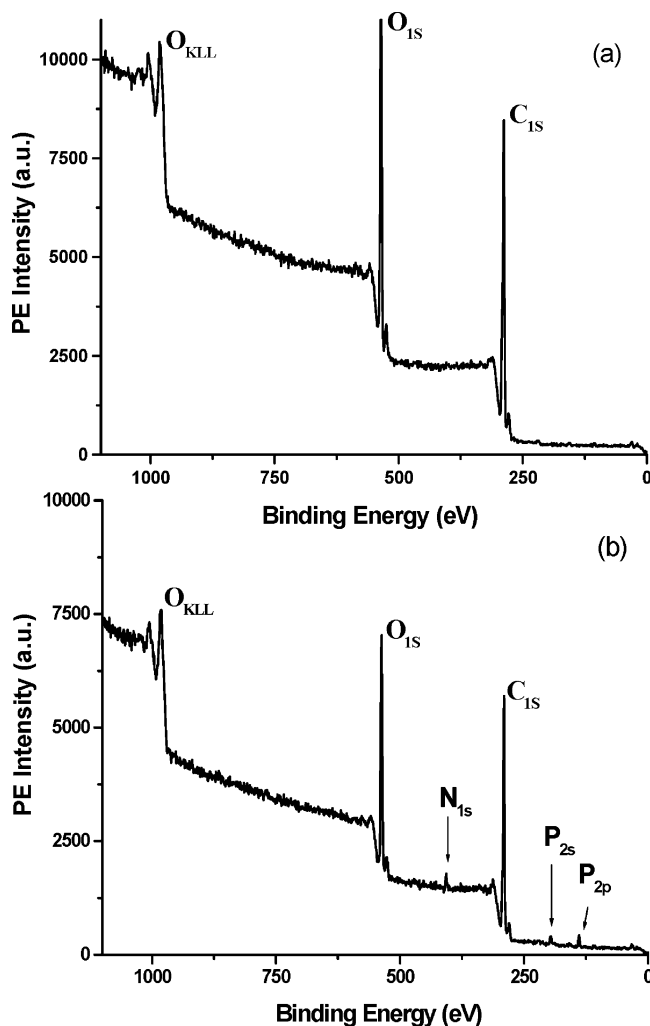 (a)
O_KLL
O_1S
C_1S
PE Intensity (a.u.)
10000
7500
5000
2500
0
1000
750
500
250
0
Binding Energy (eV)
(b)
O_KLL
O_1S
C_1S
N_1s
P_2s
P_2p
PE Intensity (a.u.)
10000
7500
5000
2500
0
1000
750
500
250
0
Binding Energy (eV)